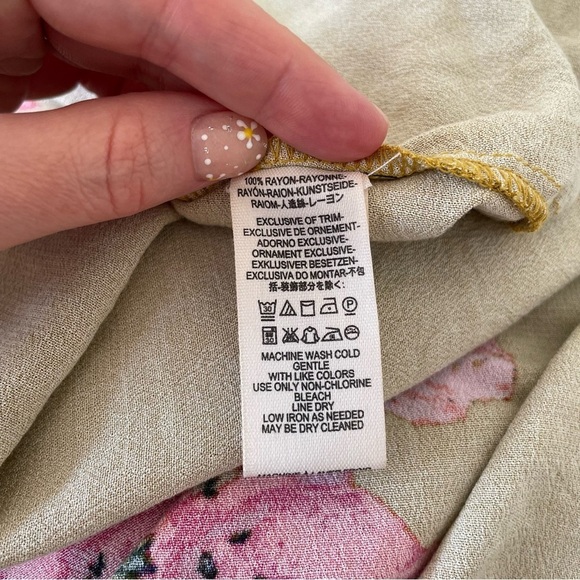 100% RAYON-RAYONNE-
RAYÓN-RAION-KUNSTSEIDE-
RAIOM-人造絲-レーヨン
EXCLUSIVE OF TRIM-
EXCLUSIVE DE ORNEMENT-
ADORNO EXCLUSIVE-
ORNAMENT EXCLUSIVE-
EXKLUSIVER BESETZEN-
EXCLUSIVA DO MONTAR-不包
括-装飾部分を除く:
MACHINE WASH COLD
GENTLE
WITH LIKE COLORS
USE ONLY NON-CHLORINE
BLEACH
LINE DRY
LOW IRON AS NEEDED
MAY BE DRY CLEANED